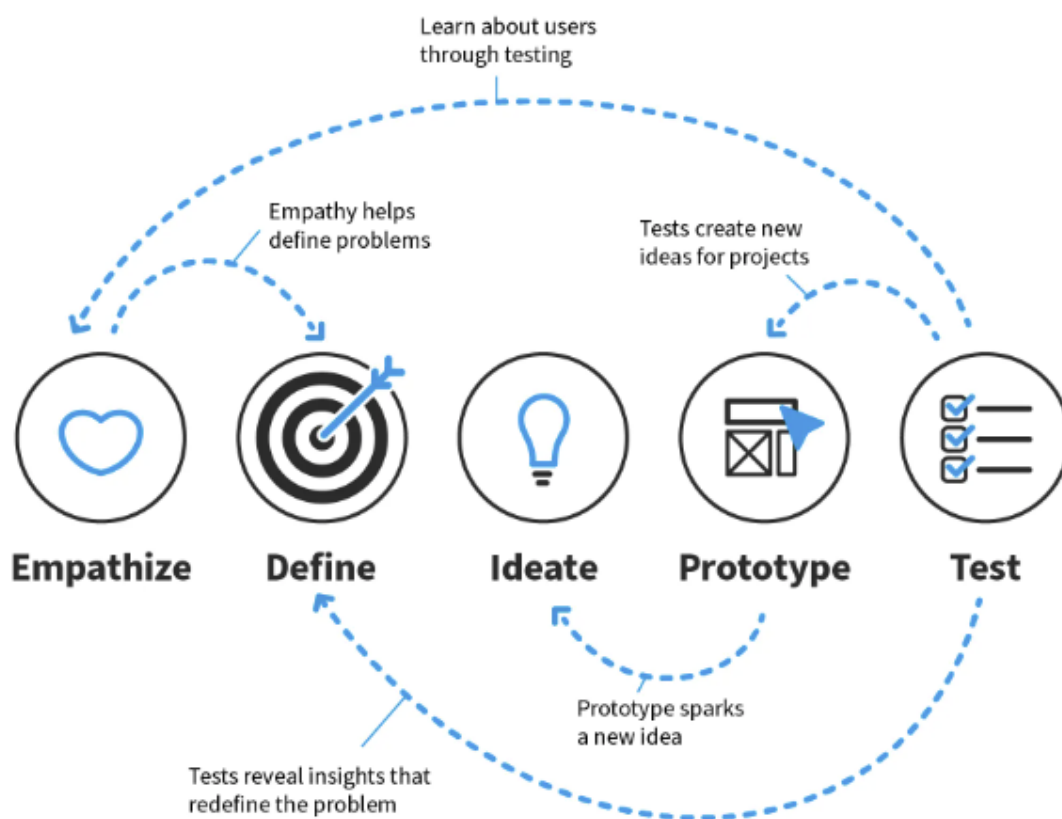 Learn about users
through testing
Empathy helps
define problems
Tests create new
ideas for projects
Empathize
Define
Ideate
Prototype
Test
Prototype sparks
a new idea
Tests reveal insights that
redefine the problem